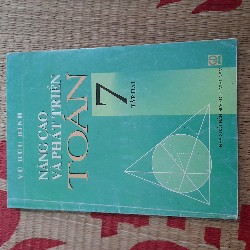 VŨ HỮU BÌNH
NÂNG CAO
VÀ PHÁT TRIỂN
TOÁN
7
TẬP HAI